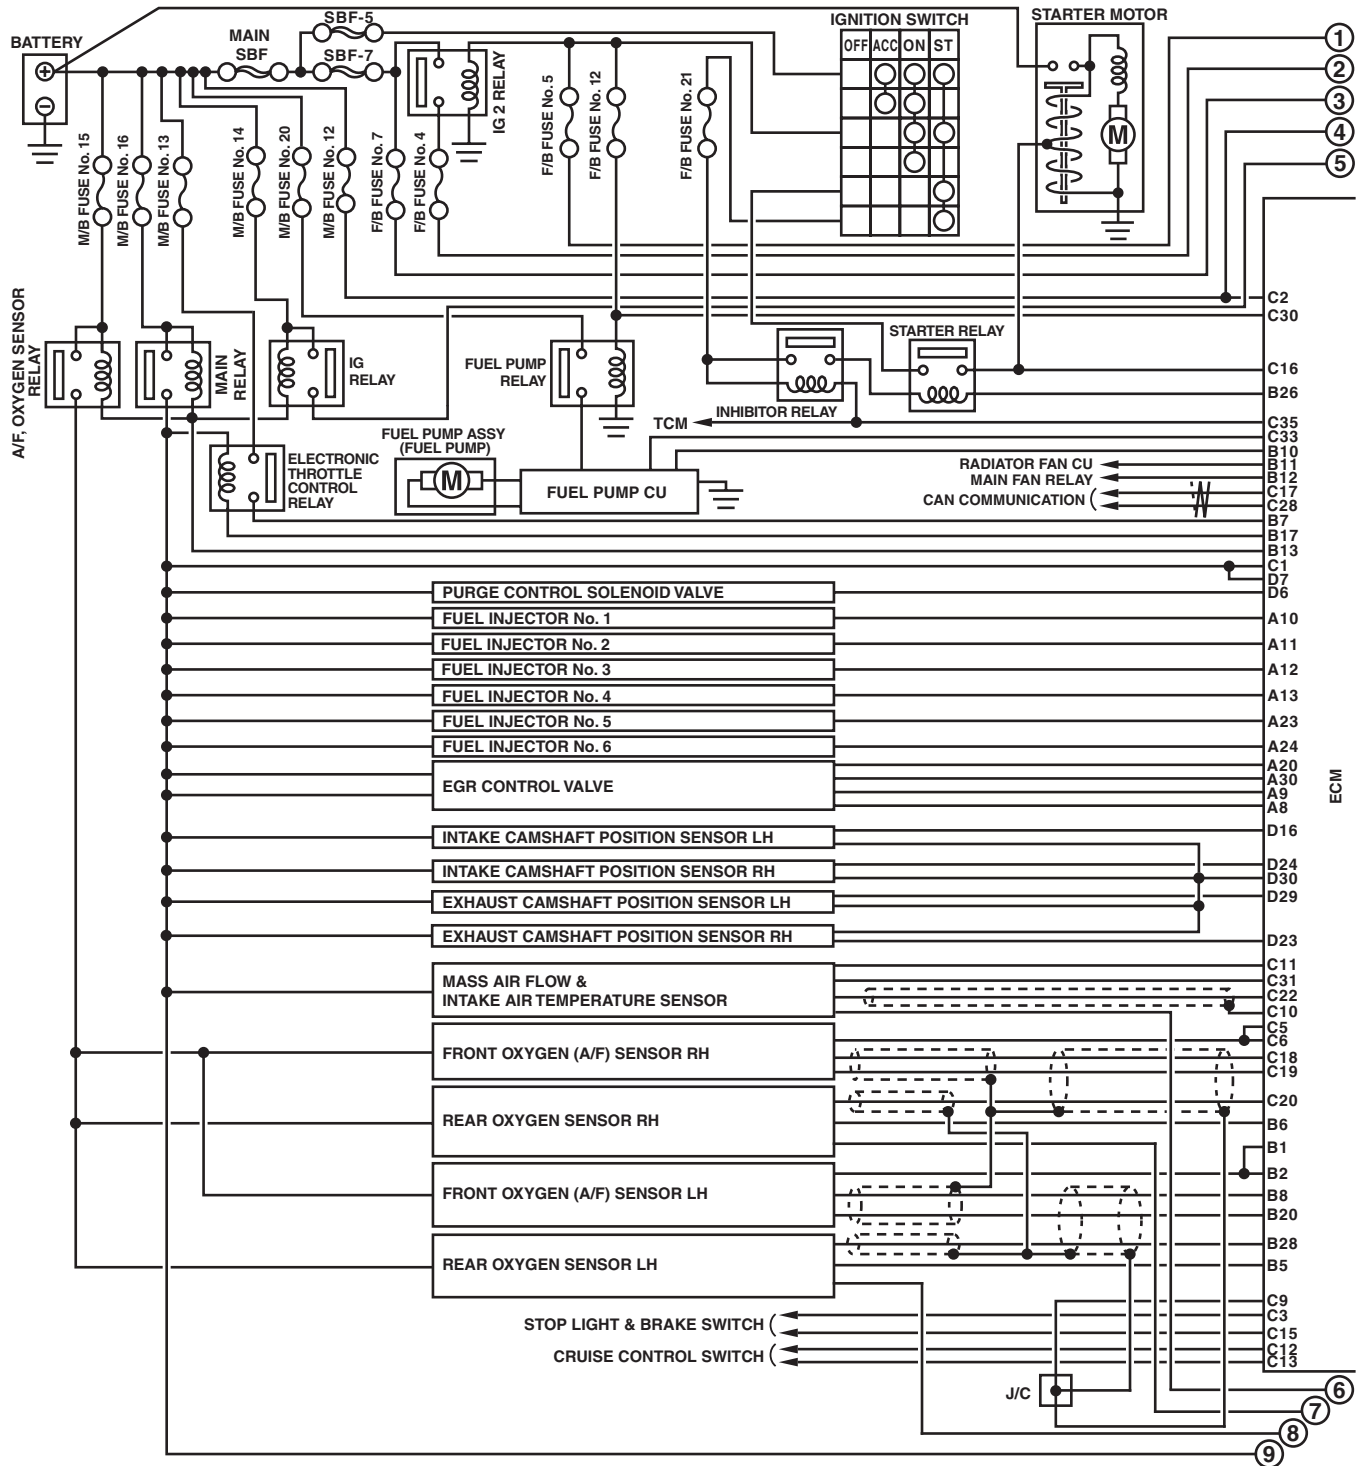 SBF-5
BATTERY
MAIN
SBF
SBF-7
IG 2 RELAY
IGNITION SWITCH
OFF ACC ON ST
STARTER MOTOR
M
1
2
3
4
5
M/B FUSE No. 15
M/B FUSE No. 16
M/B FUSE No. 13
M/B FUSE No. 14
M/B FUSE No. 20
M/B FUSE No. 12
F/B FUSE No. 7
F/B FUSE No. 4
F/B FUSE No. 5
F/B FUSE No. 12
F/B FUSE No. 21
A/F, OXYGEN SENSOR
RELAY
MAIN
RELAY
IG
RELAY
FUEL PUMP
RELAY
INHIBITOR RELAY
STARTER RELAY
TCM
ELECTRONIC
THROTTLE
CONTROL
RELAY
FUEL PUMP ASSY
(FUEL PUMP)
M
FUEL PUMP CU
RADIATOR FAN CU
MAIN FAN RELAY
CAN COMMUNICATION (
C2
C30
C16
B26
C35
C33
B10
B11
B12
C17
C28
B7
B17
B13
C1
D7
PURGE CONTROL SOLENOID VALVE
D6
FUEL INJECTOR No. 1
A10
FUEL INJECTOR No. 2
A11
FUEL INJECTOR No. 3
A12
FUEL INJECTOR No. 4
A13
FUEL INJECTOR No. 5
A23
FUEL INJECTOR No. 6
A24
EGR CONTROL VALVE
A20
A30
A9
A8
ECM
INTAKE CAMSHAFT POSITION SENSOR LH
D16
INTAKE CAMSHAFT POSITION SENSOR RH
D24
D30
EXHAUST CAMSHAFT POSITION SENSOR LH
D29
EXHAUST CAMSHAFT POSITION SENSOR RH
D23
MASS AIR FLOW &
INTAKE AIR TEMPERATURE SENSOR
C11
C31
C22
C10
FRONT OXYGEN (A/F) SENSOR RH
C5
C6
C18
C19
REAR OXYGEN SENSOR RH
C20
B6
B1
FRONT OXYGEN (A/F) SENSOR LH
B2
B8
B20
REAR OXYGEN SENSOR LH
B28
B5
C9
STOP LIGHT & BRAKE SWITCH (
C3
C15
CRUISE CONTROL SWITCH (
C12
C13
J/C
6
7
8
9